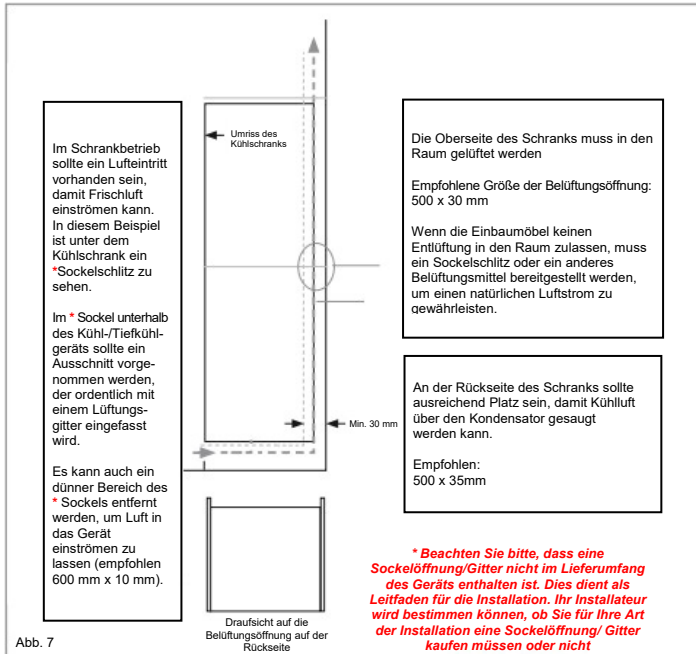 Im Schrankbetrieb
sollte ein Lufteintritt
vorhanden sein,
damit Frischluft
einströmen kann.
In diesem Beispiel
ist unter dem
Kühlschrank ein
*Sockelschlitz zu
sehen.
Im * Sockel unterhalb
des Kühl-/Tiefkühl-
geräts sollte ein
Ausschnitt vorge-
nommen werden,
der ordentlich mit
einem Lüftungs-
gitter eingefasst
wird.
Es kann auch ein
dünner Bereich des
* Sockels entfernt
werden, um Luft in
das Gerät
einströmen zu
lassen (empfohlen
600 mm x 10 mm).
Umriss des
Kühlschranks
Min. 30 mm
Die Oberseite des Schranks muss in den
Raum gelüftet werden
Empfohlene Größe der Belüftungsöffnung:
500 x 30 mm
Wenn die Einbaumöbel keinen
Entlüftung in den Raum zulassen, muss
ein Sockelschlitz oder ein anderes
Belüftungsmittel bereitgestellt werden,
um einen natürlichen Luftstrom zu
gewährleisten.
An der Rückseite des Schranks sollte
ausreichend Platz sein, damit Kühlluft
über den Kondensator gesaugt
werden kann.
Empfohlen:
500 x 35mm
* Beachten Sie bitte, dass eine
Sockelöffnung/Gitter nicht im Lieferumfang
des Geräts enthalten ist. Dies dient als
Leitfaden für die Installation. Ihr Installateur
wird bestimmen können, ob Sie für Ihre Art
der Installation eine Sockelöffnung/ Gitter
kaufen müssen oder nicht
Draufsicht auf die
Belüftungsöffnung auf der
Rückseite
Abb. 7